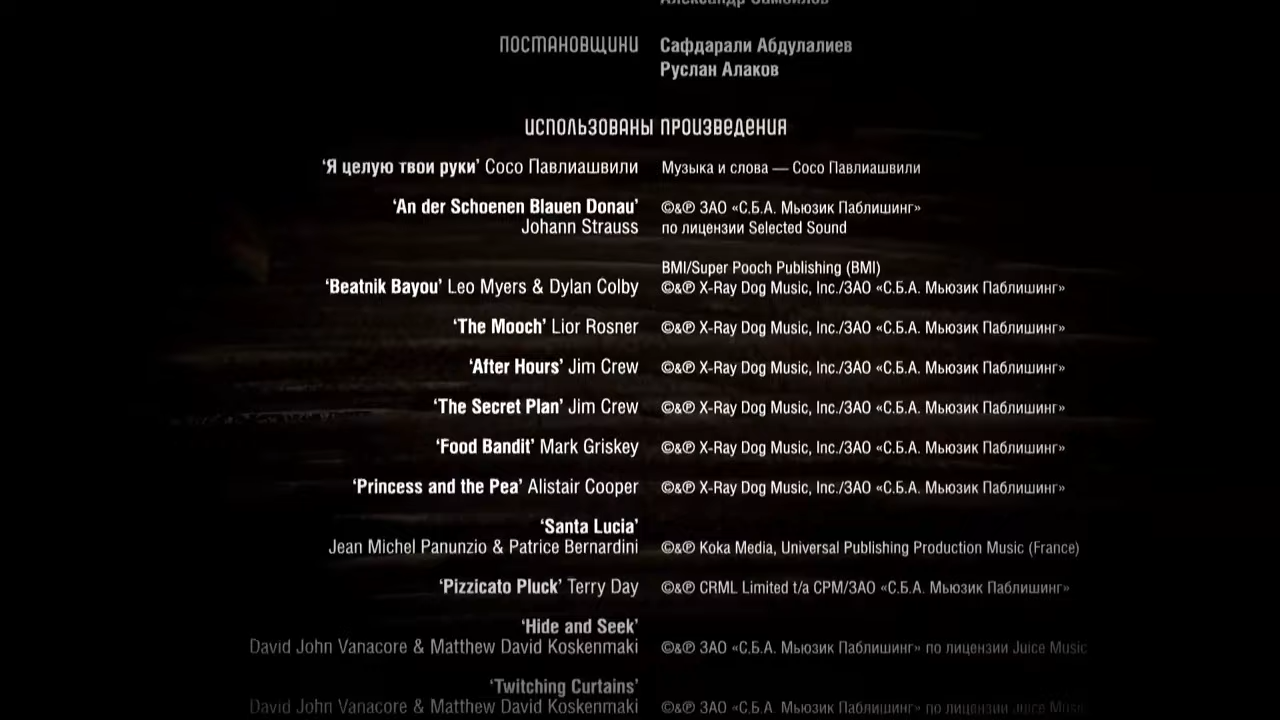 ПОСТАНОВЩИКИ Сафдарали Абдулалиев
Руслан Алаков
ИСПОЛЬЗОВАНЫ ПРОИЗВЕДЕНИЯ
‘Я целую твои руки’ Сосо Павлиашвили Музыка и слова — Сосо Павлиашвили
‘An der Schoenen Blauen Donau’ ©&℗ ЗАО «С.Б.А. Мьюзик Паблишинг»
Johann Strauss по лицензии Selected Sound
BMI/Super Pooch Publishing (BMI)
‘Beatnik Bayou’ Leo Myers & Dylan Colby ©&℗ X-Ray Dog Music, Inc./ЗАО «С.Б.А. Мьюзик Паблишинг»
‘The Mooch’ Lior Rosner ©&℗ X-Ray Dog Music, Inc./ЗАО «С.Б.А. Мьюзик Паблишинг»
‘After Hours’ Jim Crew ©&℗ X-Ray Dog Music, Inc./ЗАО «С.Б.А. Мьюзик Паблишинг»
‘The Secret Plan’ Jim Crew ©&℗ X-Ray Dog Music, Inc./ЗАО «С.Б.А. Мьюзик Паблишинг»
‘Food Bandit’ Mark Griskey ©&℗ X-Ray Dog Music, Inc./ЗАО «С.Б.А. Мьюзик Паблишинг»
‘Princess and the Pea’ Alistair Cooper ©&℗ X-Ray Dog Music, Inc./ЗАО «С.Б.А. Мьюзик Паблишинг»
‘Santa Lucia’
Jean Michel Panunzio & Patrice Bernardini ©&℗ Koka Media, Universal Publishing Production Music (France)
‘Pizzicato Pluck’ Terry Day ©&℗ CRML Limited t/a CPM/ЗАО «С.Б.А. Мьюзик Паблишинг»
‘Hide and Seek’
David John Vanacore & Matthew David Koskenmaki ©&℗ ЗАО «С.Б.А. Мьюзик Паблишинг» по лицензии Juice Music
‘Twitching Curtains’
David John Vanacore & Matthew David Koskenmaki ©&℗ ЗАО «С.Б.А. Мьюзик Паблишинг» по лицензии Juice Music